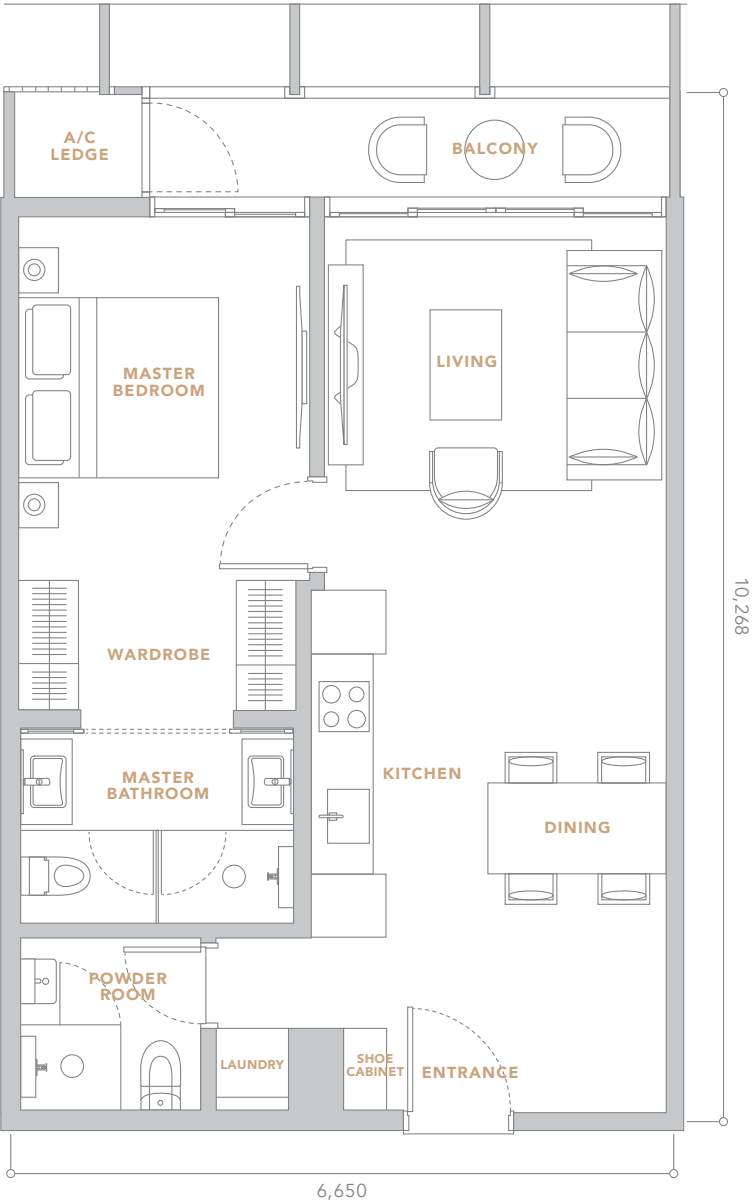 A/C
LEDGE
BALCONY
MASTER
BEDROOM
LIVING
10,268
WARDROBE
KITCHEN
MASTER
BATHROOM
DINING
POWDER
ROOM
LAUNDRY
SHOE
CABINET
ENTRANCE
6,650